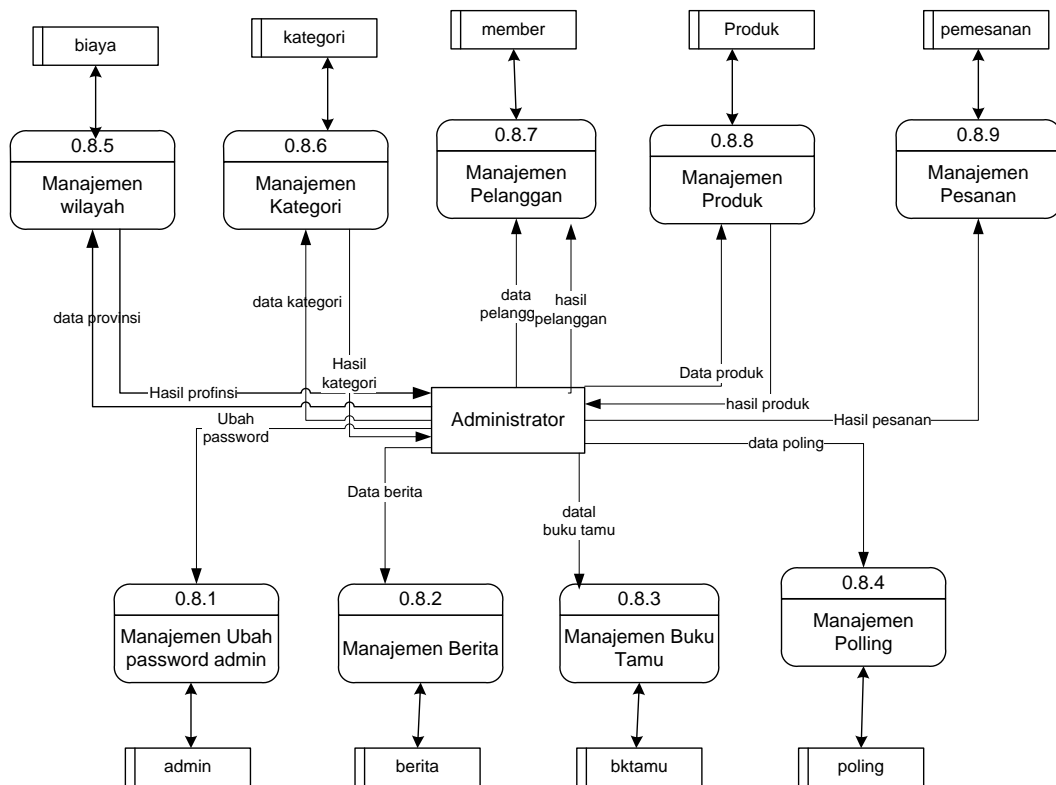 biaya
kategori
member
Produk
pemesanan
0.8.5
Manajemen
wilayah
0.8.6
Manajemen
Kategori
0.8.7
Manajemen
Pelanggan
0.8.8
Manajemen
Produk
0.8.9
Manajemen
Pesanan
data provinsi
data kategori
data
pelangg
hasil
pelanggan
Hasil profinsi
Hasil
kategori
Data produk
hasil produk
Ubah
password
Administrator
Hasil pesanan
data poling
Data berita
datal
buku tamu
0.8.1
Manajemen Ubah
password admin
0.8.2
Manajemen Berita
0.8.3
Manajemen Buku
Tamu
0.8.4
Manajemen
Polling
admin
berita
bktamu
poling